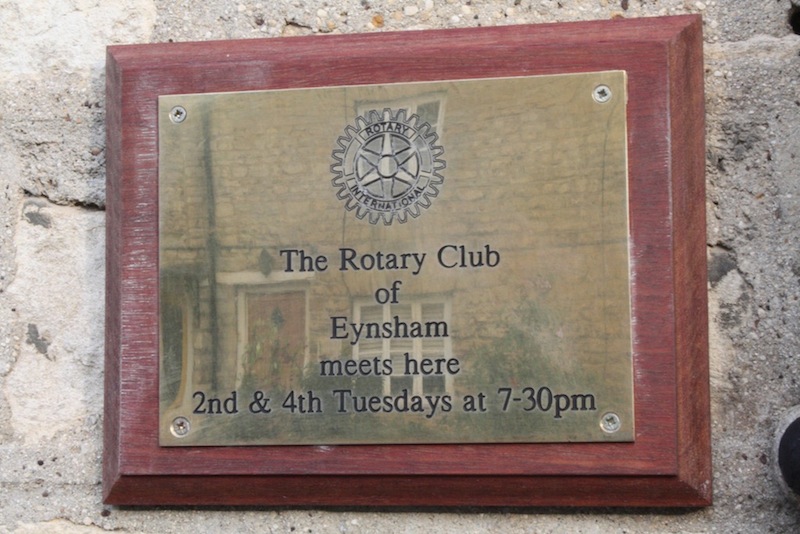 ROTARY
INTERNATIONAL
The Rotary Club
of
Eynsham
meets here
2nd & 4th Tuesdays at 7-30pm